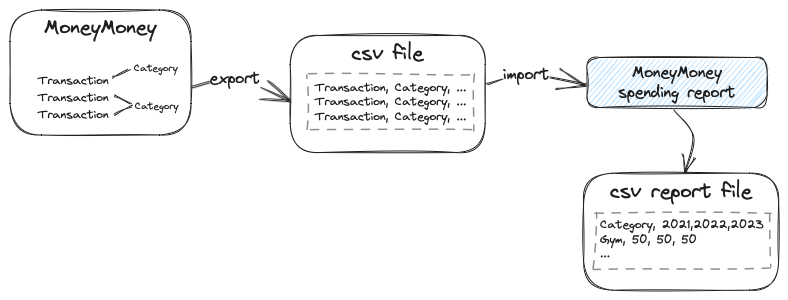 MoneyMoney
Category
Transaction
Transaction
Category
Transaction
export
csv file
Transaction, Category, ...
Transaction, Category, ...
Transaction, Category, ...
import
MoneyMoney
spending report
csv report file
Category, 2021,2022,2023
Gym, 50, 50, 50
...